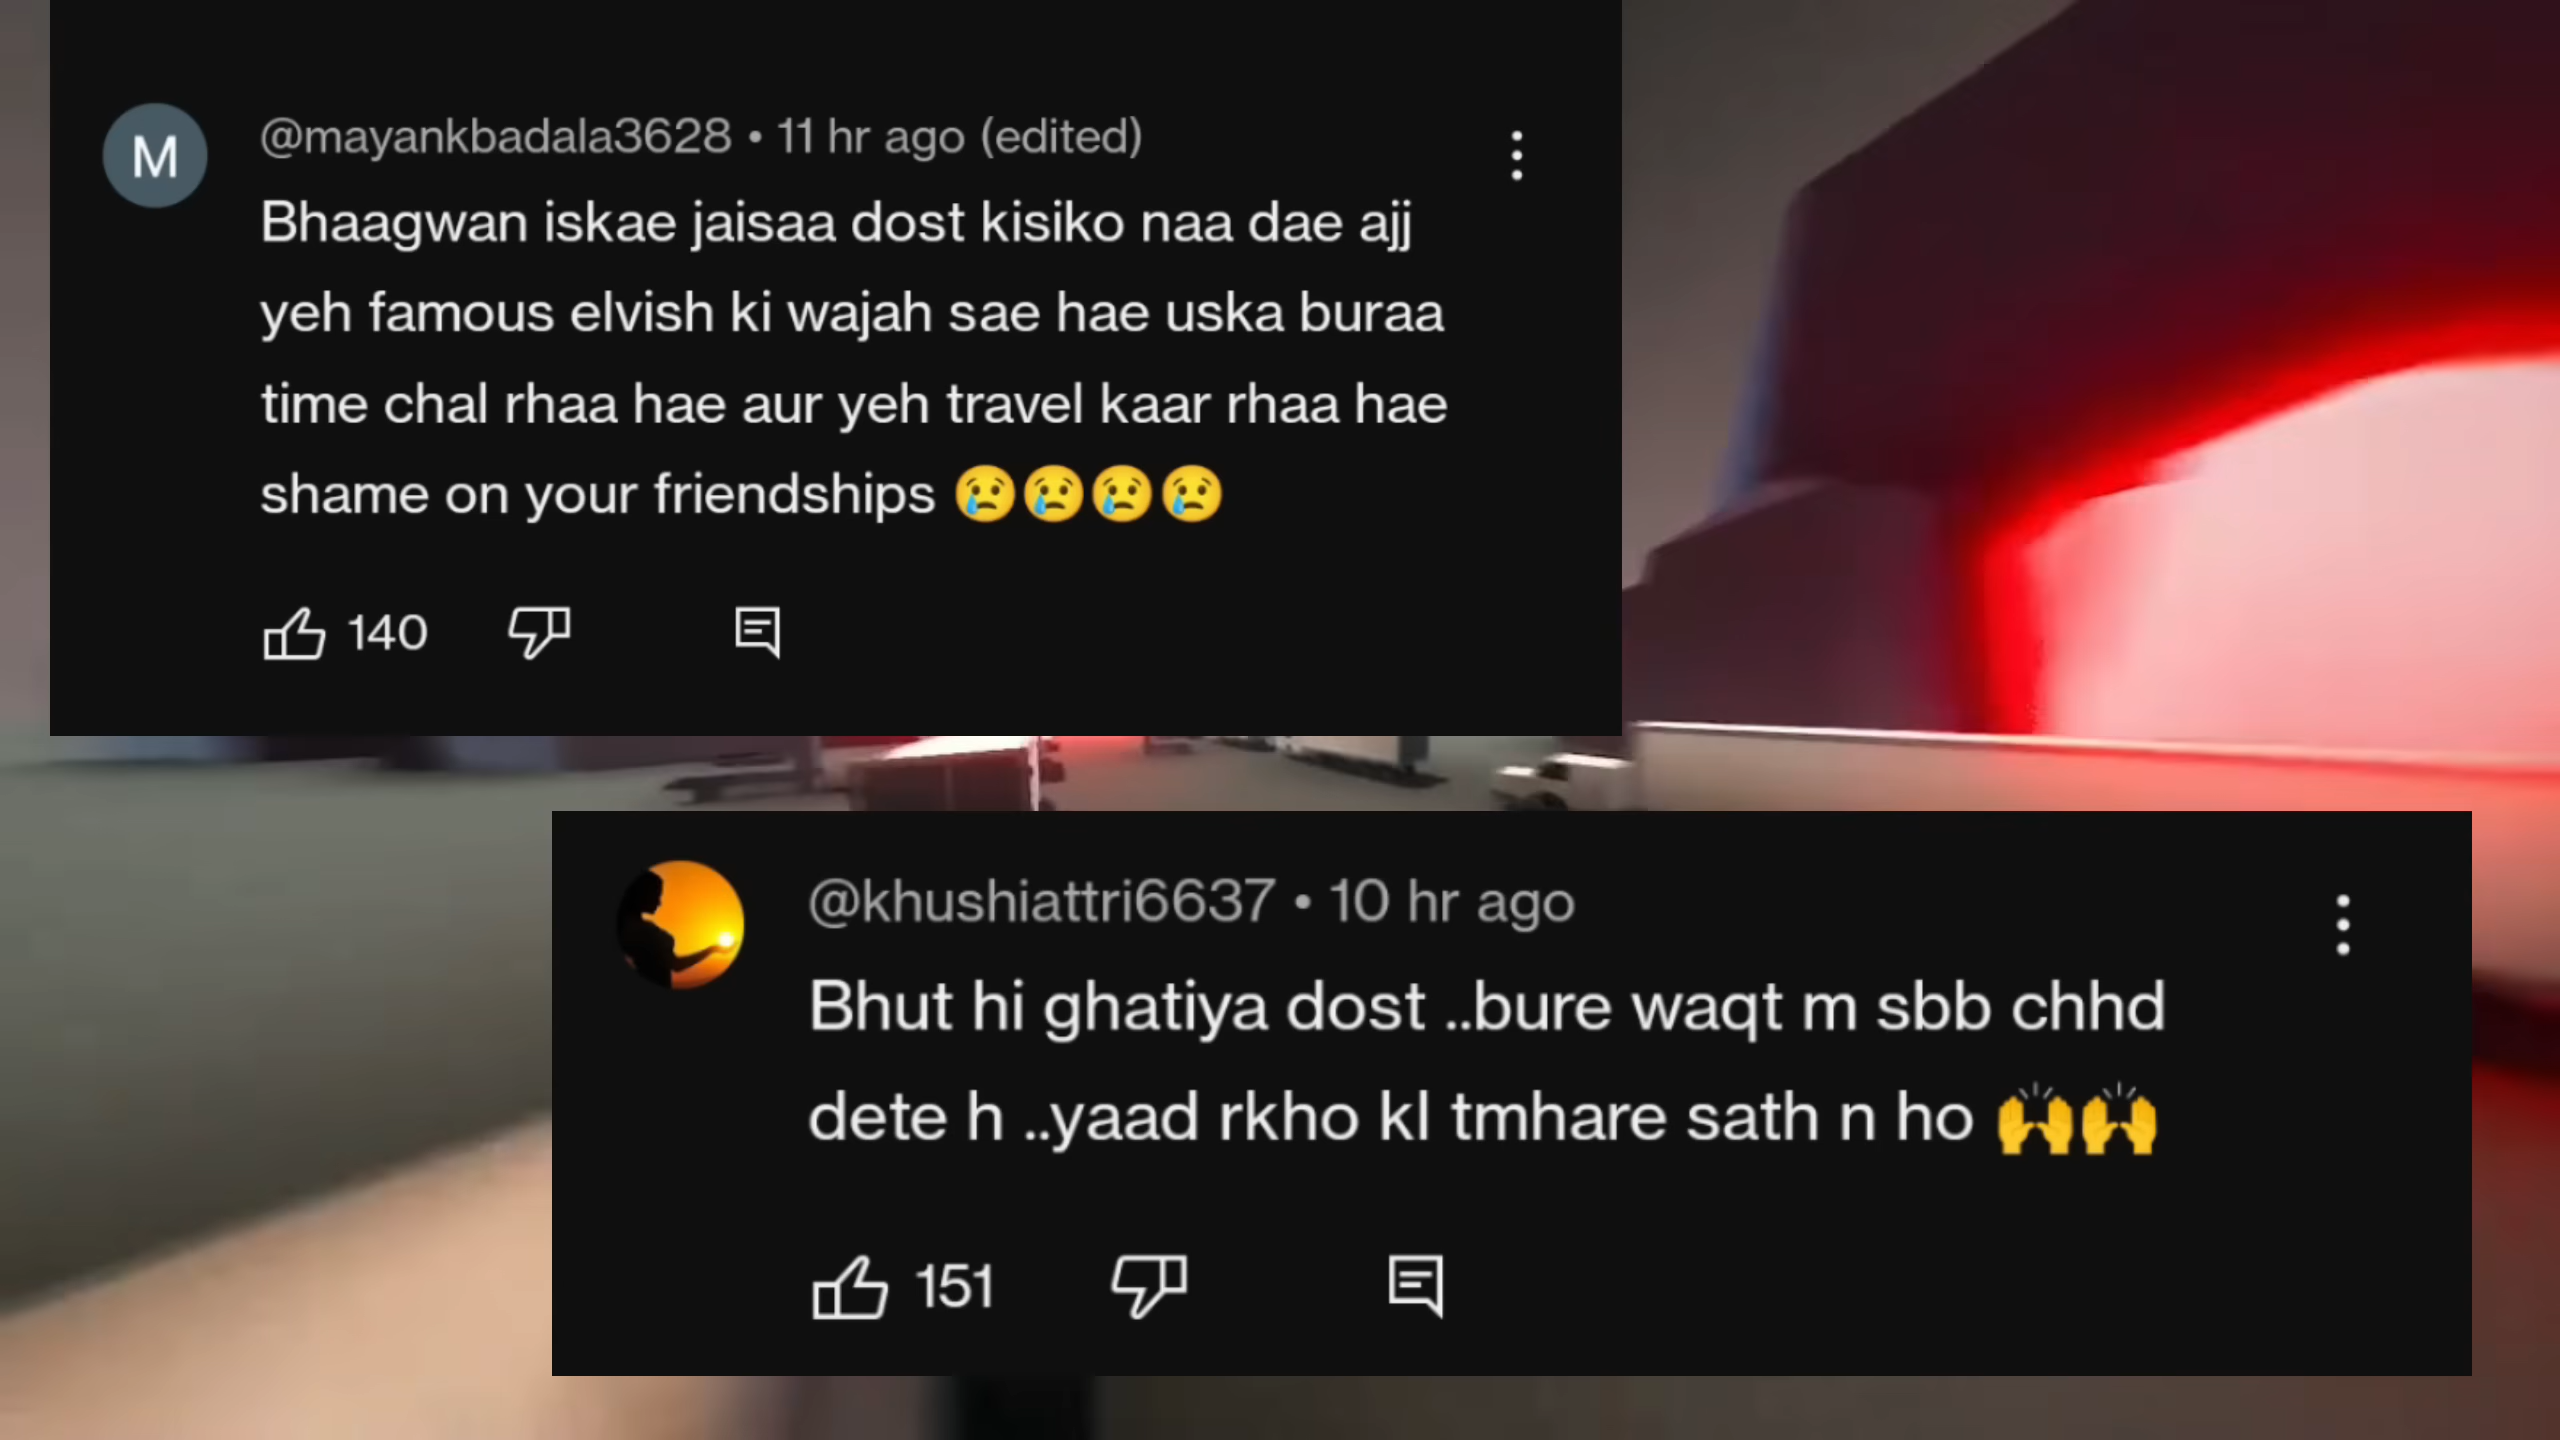 M
@mayankbadala3628 • 11 hr ago (edited)
Bhaagwan iskae jaisaa dost kisiko naa dae ajj
yeh famous elvish ki wajah sae hae uska buraa
time chal rhaa hae aur yeh travel kaar rhaa hae
shame on your friendships 😢😢😢😢
140
@khushiattri6637 • 10 hr ago
Bhut hi ghatiya dost ..bure waqt m sbb chhd
dete h ..yaad rkho kl tmhare sath n ho 🙌🙌
151